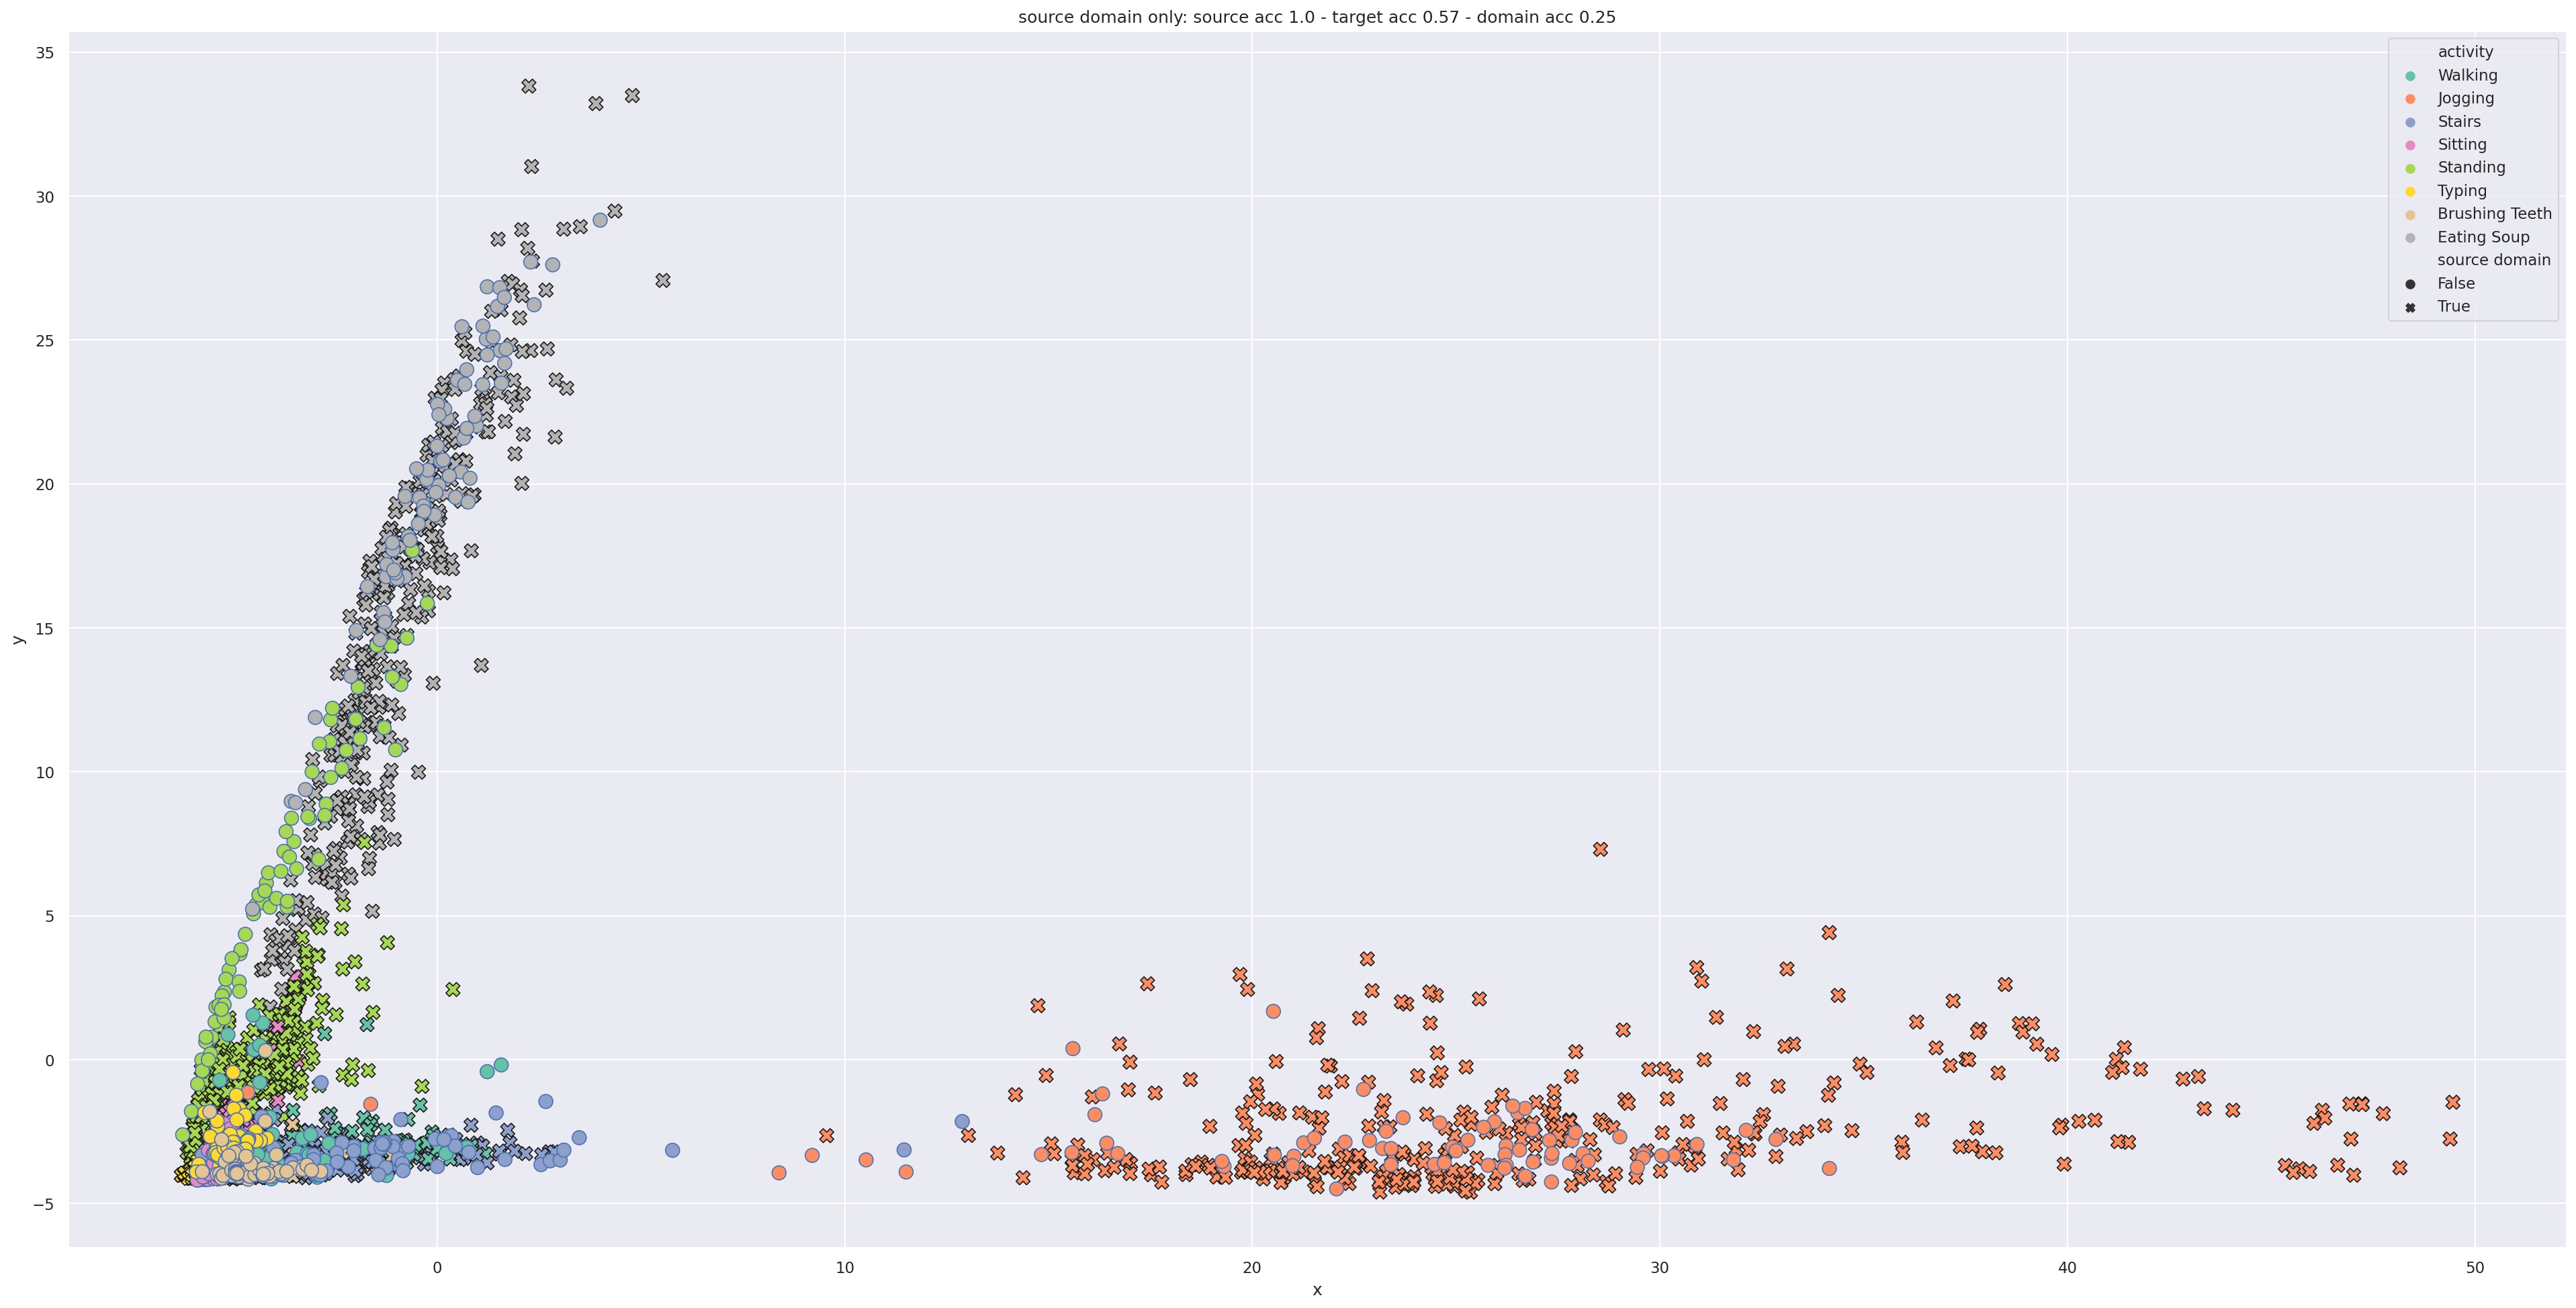 source domain only: source acc 1.0 - target acc 0.57 - domain acc 0.25
activity
Walking
Jogging
Stairs
Sitting
Standing
Typing
Brushing Teeth
Eating Soup
source domain
False
True
35
30
25
20
15
10
5
0
−5
y
0
10
20
30
40
50
x